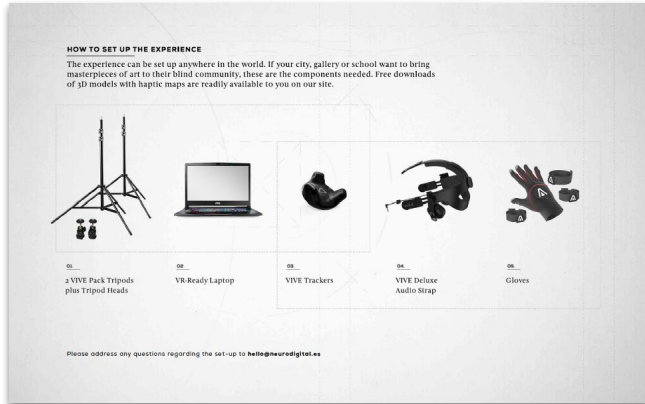 HOW TO SET UP THE EXPERIENCE
The experience can be set up anywhere in the world. If your city, gallery or school want to bring
masterpieces of art to their blind community, these are the components needed. Free downloads
of 3D models with haptic maps are readily available to you on our site.
01.
2 VIVE Pack Tripods
plus Tripod Heads
02.
VR-Ready Laptop
03.
VIVE Trackers
04.
VIVE Deluxe
Audio Strap
05.
Gloves
Please address any questions regarding the set-up to hello@neurodigital.es